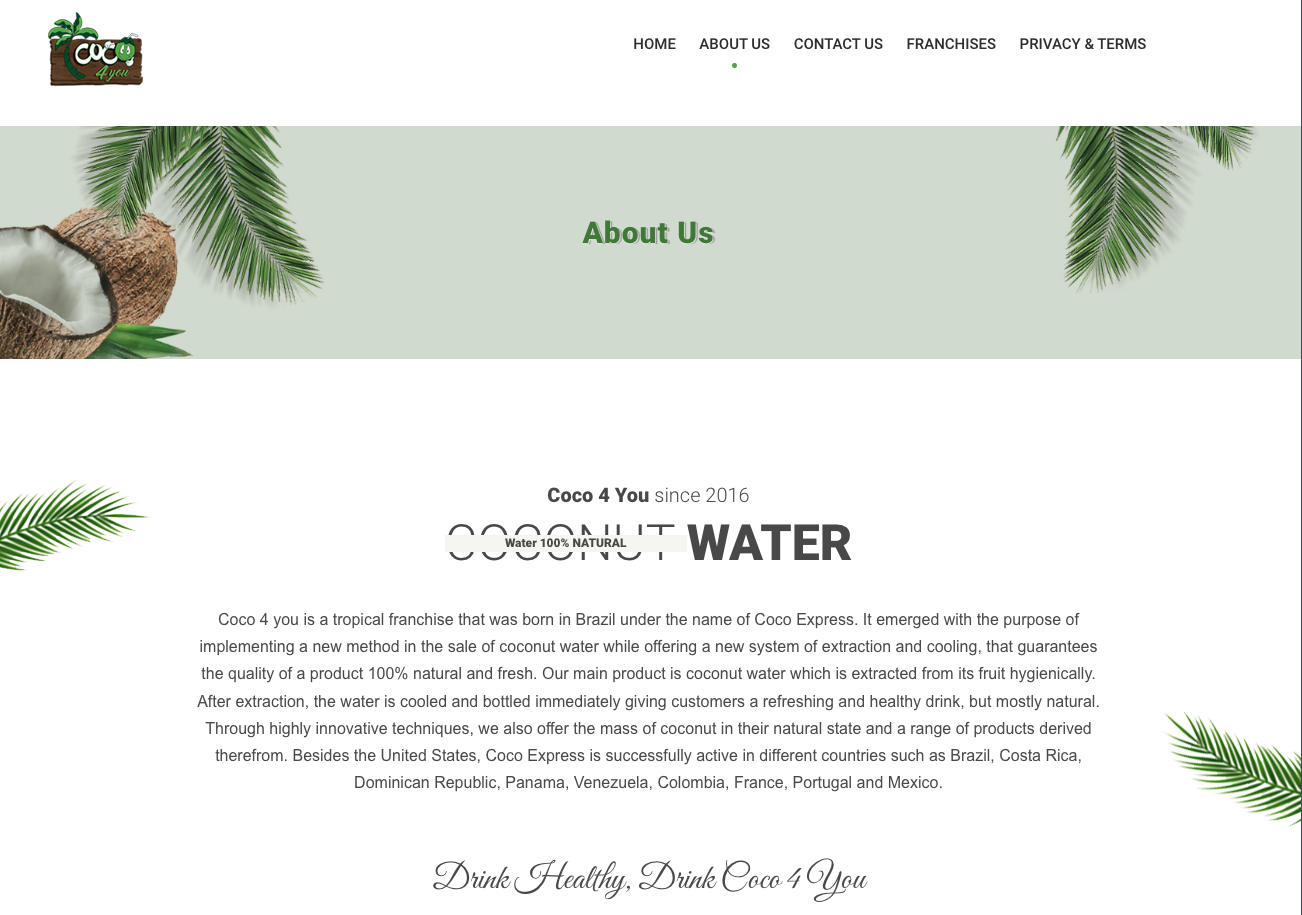 COCO
4 you
HOME ABOUT US CONTACT US FRANCHISES PRIVACY & TERMS
About Us
Coco 4 You since 2016
COCONUT WATER
Water 100% NATURAL
Coco 4 you is a tropical franchise that was born in Brazil under the name of Coco Express. It emerged with the purpose of
implementing a new method in the sale of coconut water while offering a new system of extraction and cooling, that guarantees
the quality of a product 100% natural and fresh. Our main product is coconut water which is extracted from its fruit hygienically.
After extraction, the water is cooled and bottled immediately giving customers a refreshing and healthy drink, but mostly natural.
Through highly innovative techniques, we also offer the mass of coconut in their natural state and a range of products derived
therefrom. Besides the United States, Coco Express is successfully active in different countries such as Brazil, Costa Rica,
Dominican Republic, Panama, Venezuela, Colombia, France, Portugal and Mexico.
Drink Healthy, Drink Coco 4 You